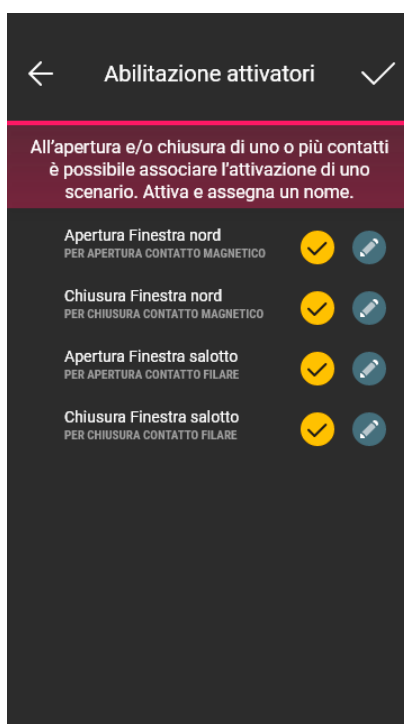 Abilitazione attivatori
All'apertura e/o chiusura di uno o più contatti
è possibile associare l'attivazione di uno
scenario. Attiva e assegna un nome.
Apertura Finestra nord
PER APERTURA CONTATTO MAGNETICO
Chiusura Finestra nord
PER CHIUSURA CONTATTO MAGNETICO
Apertura Finestra salotto
PER APERTURA CONTATTO FILARE
Chiusura Finestra salotto
PER CHIUSURA CONTATTO FILARE